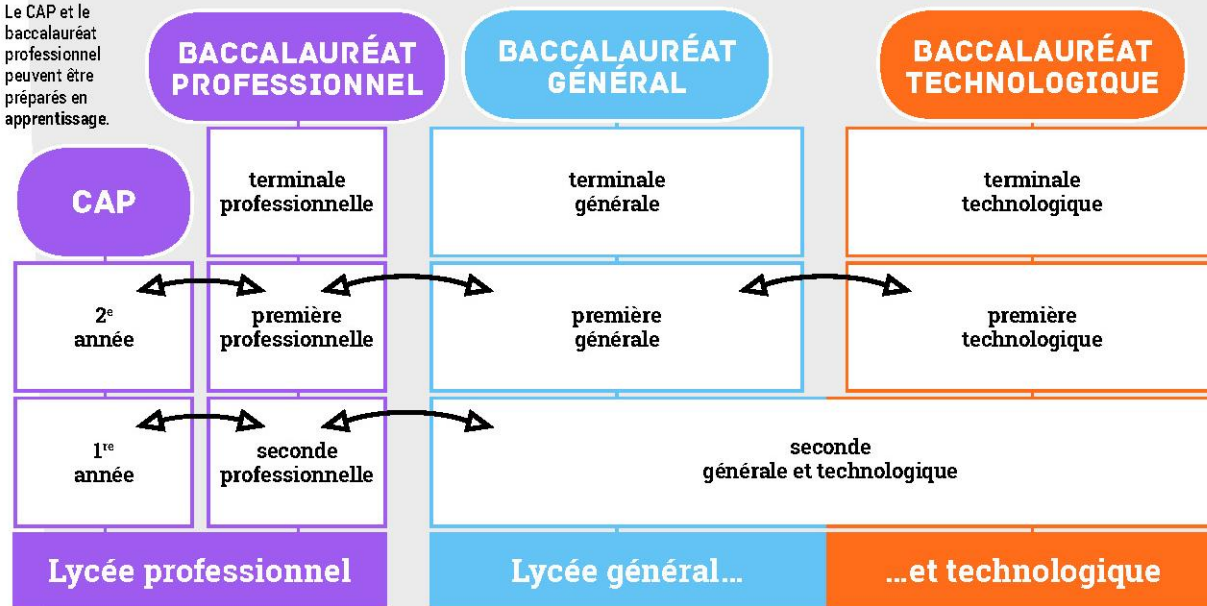 Le CAP et le
baccalauréat
professionnel
peuvent être
préparés en
apprentissage.
BACCALAURÉAT
PROFESSIONNEL
BACCALAURÉAT
GÉNÉRAL
BACCALAURÉAT
TECHNOLOGIQUE
CAP
terminale
professionnelle
terminale
générale
terminale
technologique
2e
année
première
professionnelle
première
générale
première
technologique
1re
année
seconde
professionnelle
seconde
générale et technologique
Lycée professionnel
Lycée général...
...et technologique